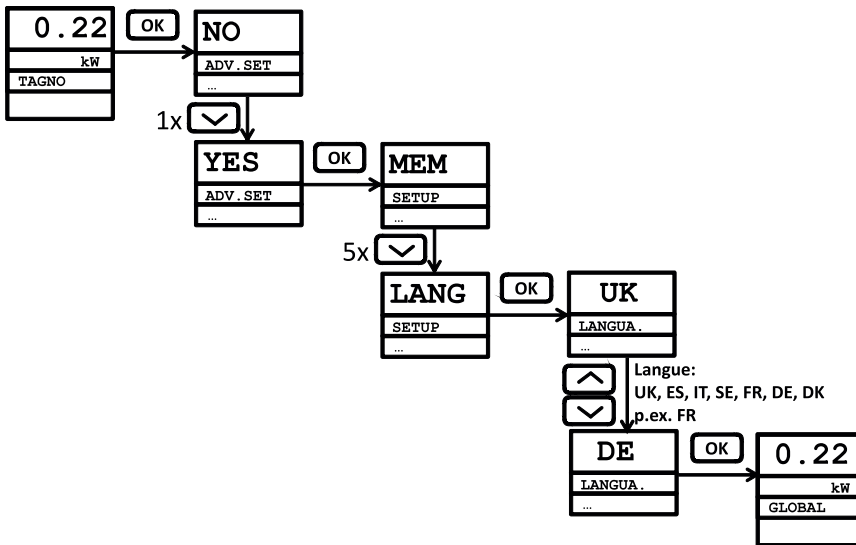 0.22
kW
TAGNO
OK
NO
ADV.SET
...
1x
YES
ADV.SET
...
OK
MEM
SETUP
...
5x
LANG
SETUP
...
OK
UK
LANGUA.
...
Langue:
UK, ES, IT, SE, FR, DE, DK
p.ex. FR
DE
LANGUA.
...
OK
0.22
kW
GLOBAL